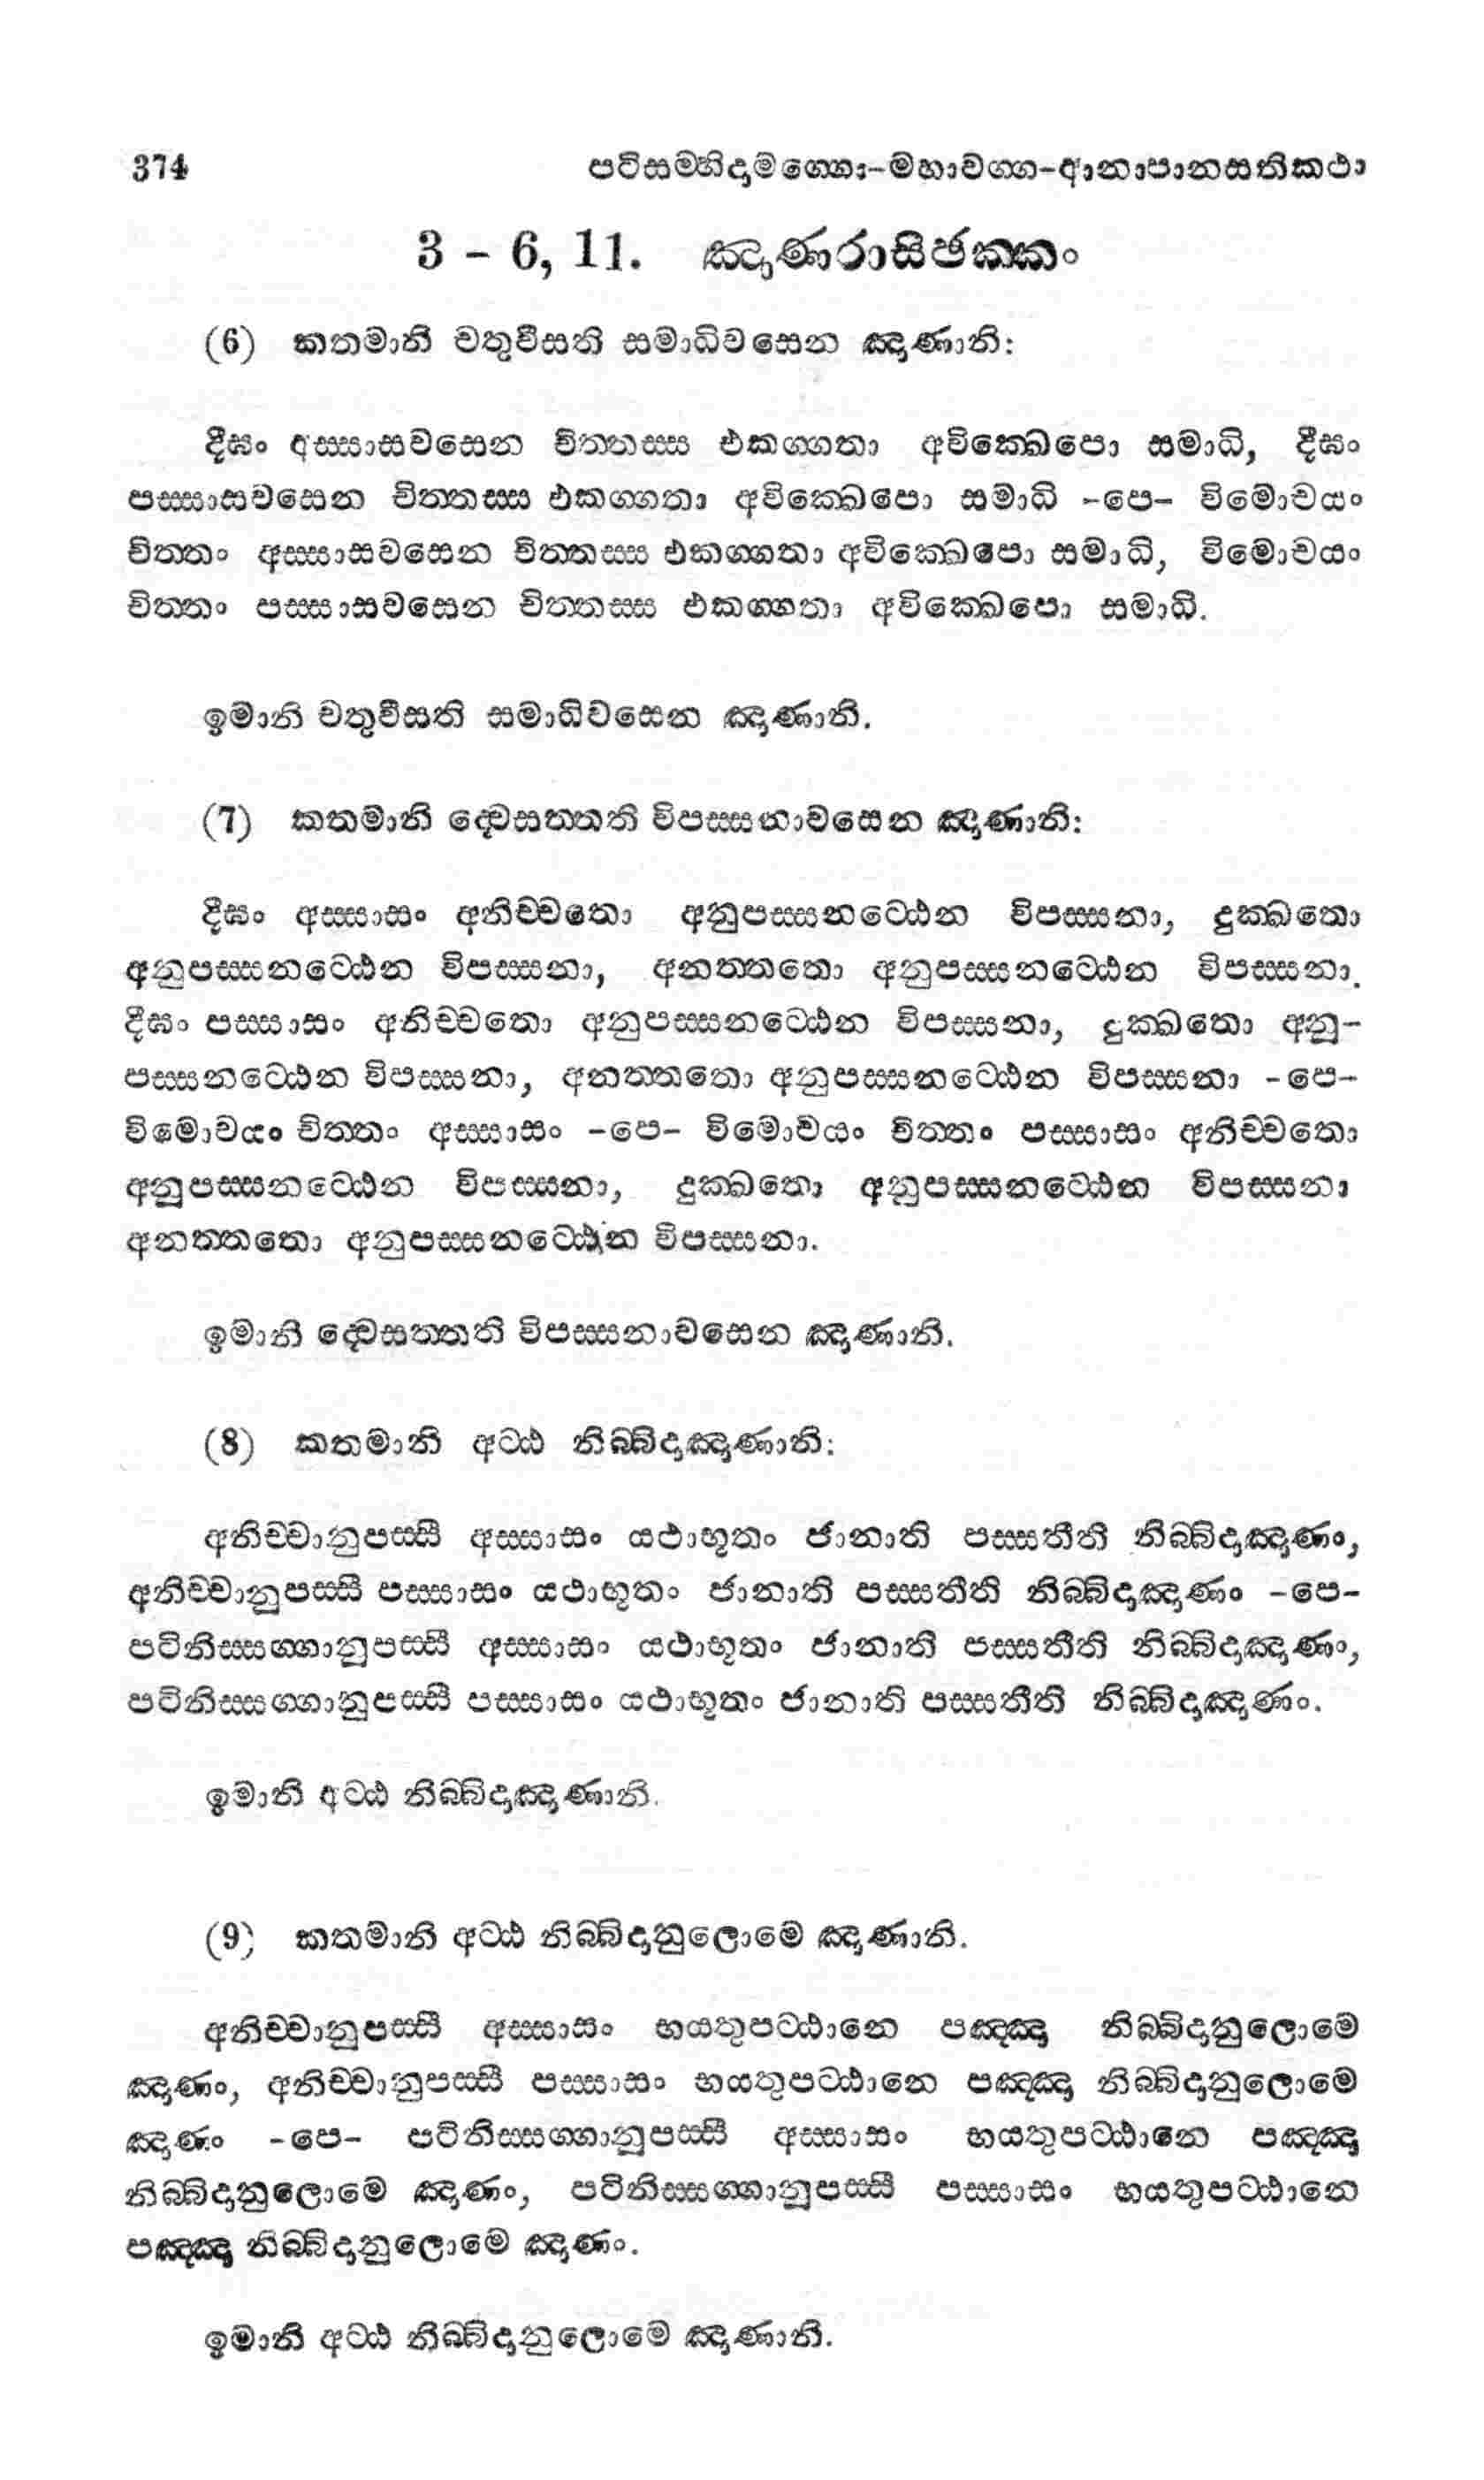 374 පටිසම්භිදාමග්ගො-මහාවග්ග-ආනාපානසතිකථා
3 - 6, 11. ඤාණරාසිඡක්කං
(6) කතමානි චතුවීසති සමාධිවසෙන ඤාණානි:
දීඝං අස්සාසවසෙන චිත්තස්ස එකග්ගතා අවික්ඛෙපො සමාධි, දීඝං
පස්සාසවසෙන චිත්තස්ස එකග්ගතා අවික්ඛෙපො සමාධි -පෙ- විමොචයං
චිත්තං අස්සාසවසෙන චිත්තස්ස එකග්ගතා අවික්ඛෙපො සමාධි, විමොචයං
චිත්තං පස්සාසවසෙන චිත්තස්ස එකග්ගතා අවික්ඛෙපො සමාධි.
ඉමානි චතුවීසති සමාධිවසෙන ඤාණානි.
(7) කතමානි ද්වෙසත්තති විපස්සනාවසෙන ඤාණානි:
දීඝං අස්සාසං අනිච්චතො අනුපස්සනට්ඨෙන විපස්සනා, දුක්ඛතො
අනුපස්සනට්ඨෙන විපස්සනා, අනත්තතො අනුපස්සනට්ඨෙන විපස්සනා.
දීඝං පස්සාසං අනිච්චතො අනුපස්සනට්ඨෙන විපස්සනා, දුක්ඛතො අනු-
පස්සනට්ඨෙන විපස්සනා, අනත්තතො අනුපස්සනට්ඨෙන විපස්සනා -පෙ-
විමොචයං චිත්තං අස්සාසං -පෙ- විමොචයං චිත්තං පස්සාසං අනිච්චතො
අනුපස්සනට්ඨෙන විපස්සනා, දුක්ඛතො අනුපස්සනට්ඨෙන විපස්සනා
අනත්තතො අනුපස්සනට්ඨෙන විපස්සනා.
ඉමානි ද්වෙසත්තති විපස්සනාවසෙන ඤාණානි.
(8) කතමානි අට්ඨ නිබ්බිදාඤාණානි:
අනිච්චානුපස්සී අස්සාසං යථාභූතං ජානාති පස්සතීති නිබ්බිදාඤාණං,
අනිච්චානුපස්සී පස්සාසං යථාභූතං ජානාති පස්සතීති නිබ්බිදාඤාණං -පෙ-
පටිනිස්සග්ගානුපස්සී අස්සාසං යථාභූතං ජානාති පස්සතීති නිබ්බිදාඤාණං,
පටිනිස්සග්ගානුපස්සී පස්සාසං යථාභූතං ජානාති පස්සතීති නිබ්බිදාඤාණං.
ඉමානි අට්ඨ නිබ්බිදාඤාණානි.
(9) කතමානි අට්ඨ නිබ්බිදානුලොමෙ ඤාණානි.
අනිච්චානුපස්සී අස්සාසං භයතුපට්ඨානෙ පඤ්ඤා නිබ්බිදානුලොමෙ
ඤාණං, අනිච්චානුපස්සී පස්සාසං භයතුපට්ඨානෙ පඤ්ඤා නිබ්බිදානුලොමෙ
ඤාණං -පෙ- පටිනිස්සග්ගානුපස්සී අස්සාසං භයතුපට්ඨානෙ පඤ්ඤා
නිබ්බිදානුලොමෙ ඤාණං, පටිනිස්සග්ගානුපස්සී පස්සාසං භයතුපට්ඨානෙ
පඤ්ඤා නිබ්බිදානුලොමෙ ඤාණං.
ඉමානි අට්ඨ නිබ්බිදානුලොමෙ ඤාණානි.